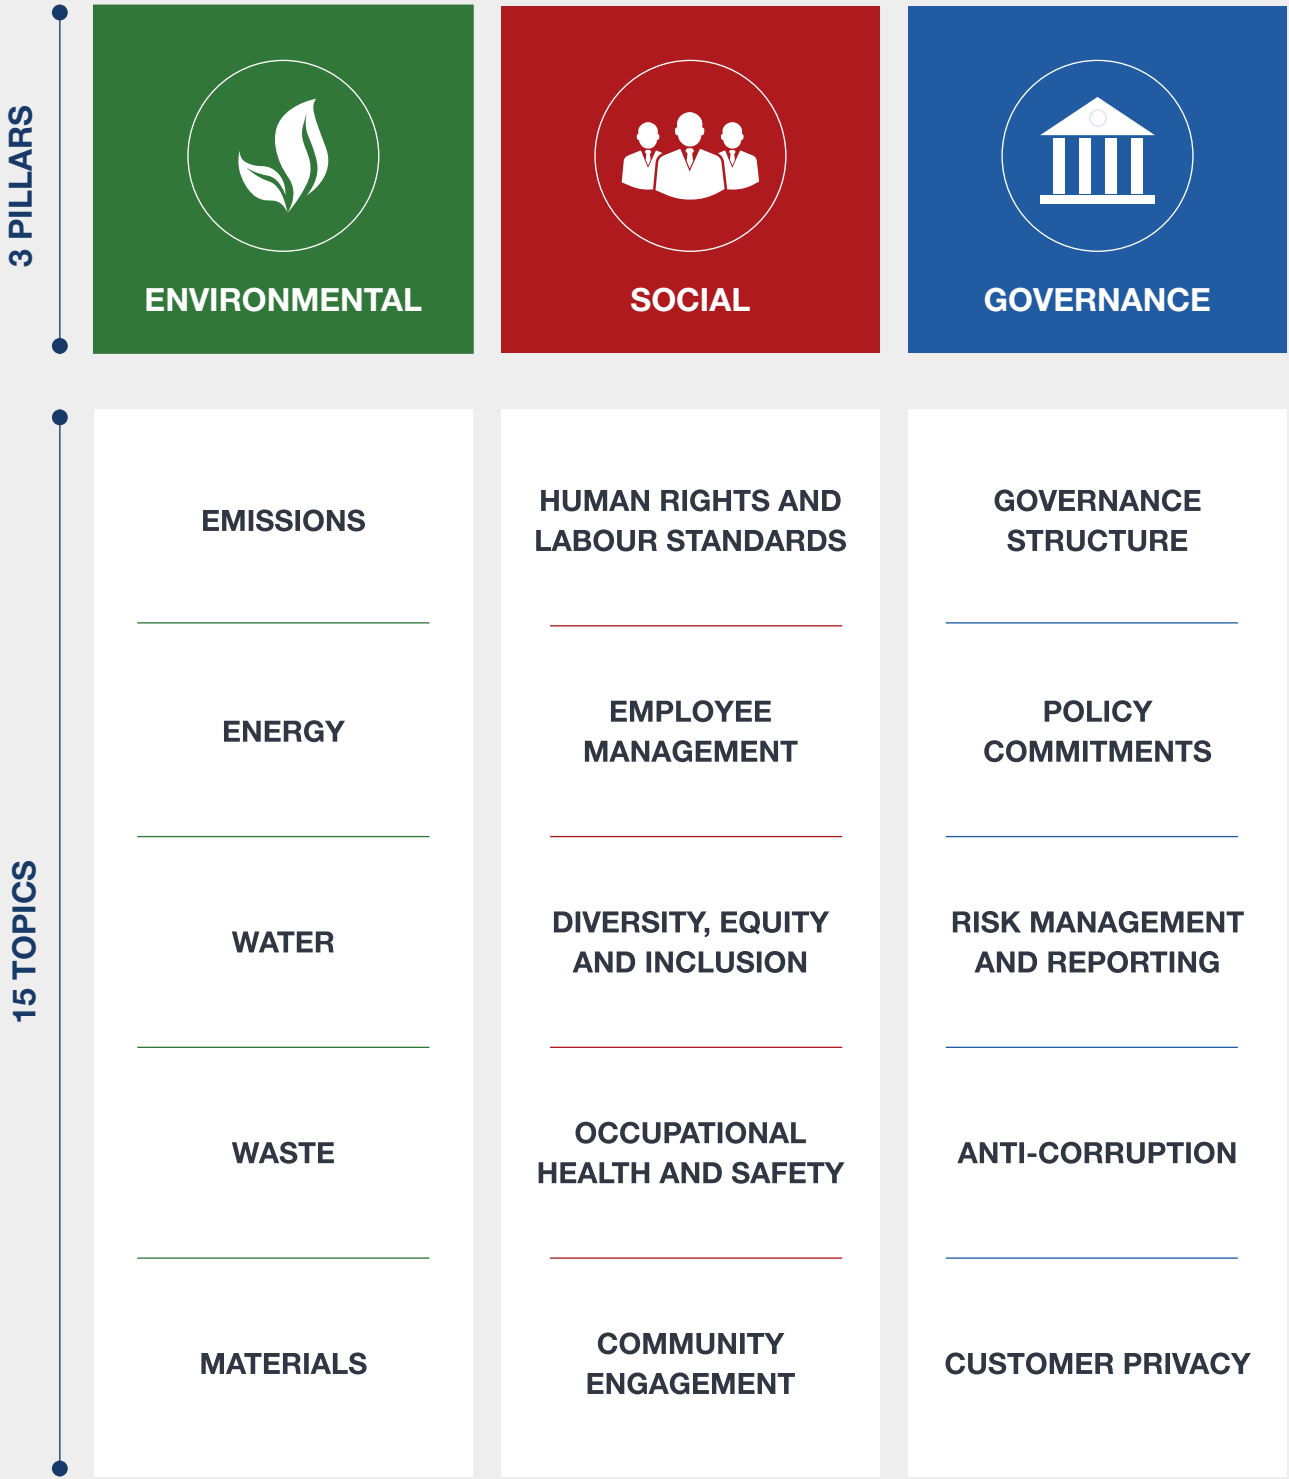 3 PILLARS
ENVIRONMENTAL
SOCIAL
GOVERNANCE
15 TOPICS
EMISSIONS
ENERGY
WATER
WASTE
MATERIALS
HUMAN RIGHTS AND
LABOUR STANDARDS
EMPLOYEE
MANAGEMENT
DIVERSITY, EQUITY
AND INCLUSION
OCCUPATIONAL
HEALTH AND SAFETY
COMMUNITY
ENGAGEMENT
GOVERNANCE
STRUCTURE
POLICY
COMMITMENTS
RISK MANAGEMENT
AND REPORTING
ANTI-CORRUPTION
CUSTOMER PRIVACY